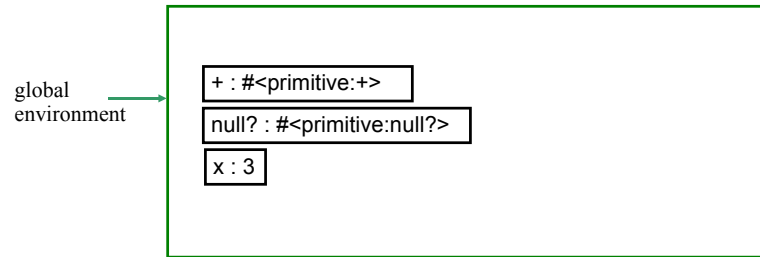 global
environment
+ : #<primitive:+>
null? : #<primitive:null?>
x : 3